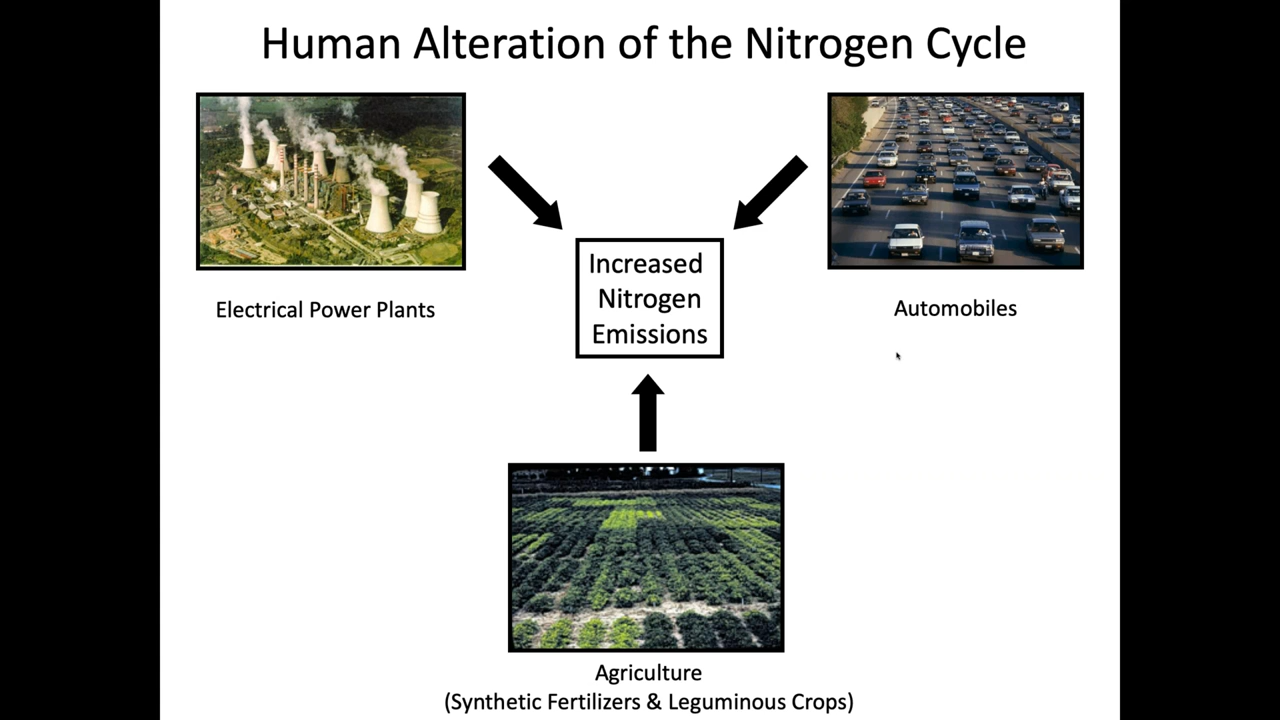 Human Alteration of the Nitrogen Cycle
Electrical Power Plants
Increased
Nitrogen
Emissions
Automobiles
Agriculture
(Synthetic Fertilizers & Leguminous Crops)